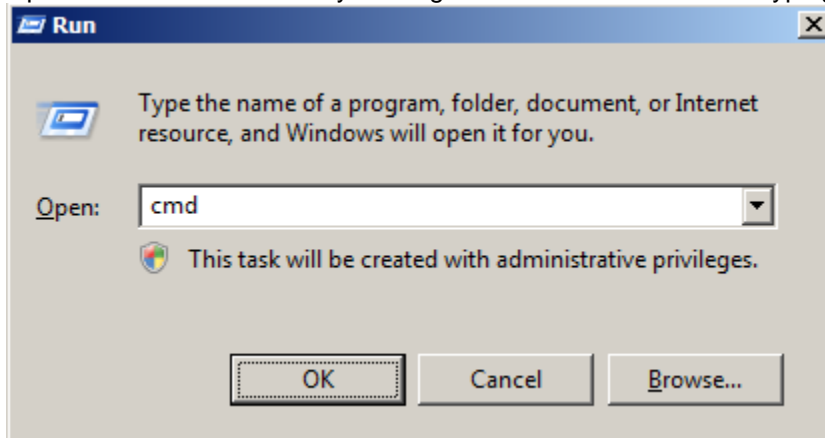 Run
Type the name of a program, folder, document, or Internet
resource, and Windows will open it for you.
Open: cmd
This task will be created with administrative privileges.
OK Cancel Browse...